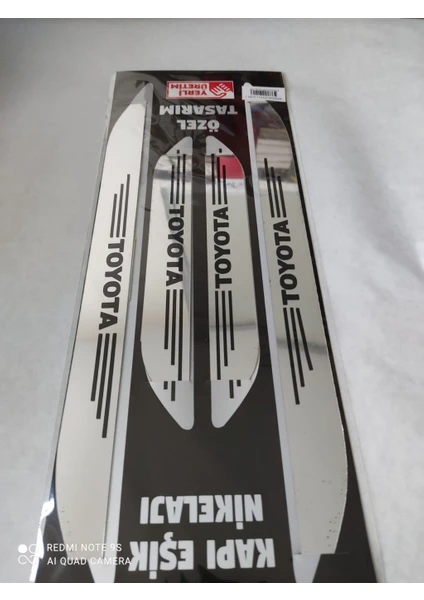 KAPI EŞİK
NİKELAJI
TOYOTA
TOYOTA
TOYOTA
TOYOTA
ÖZEL
TASARIM
YERLİ
ÜRETİM
REDMI NOTE 9S
AI QUAD CAMERA